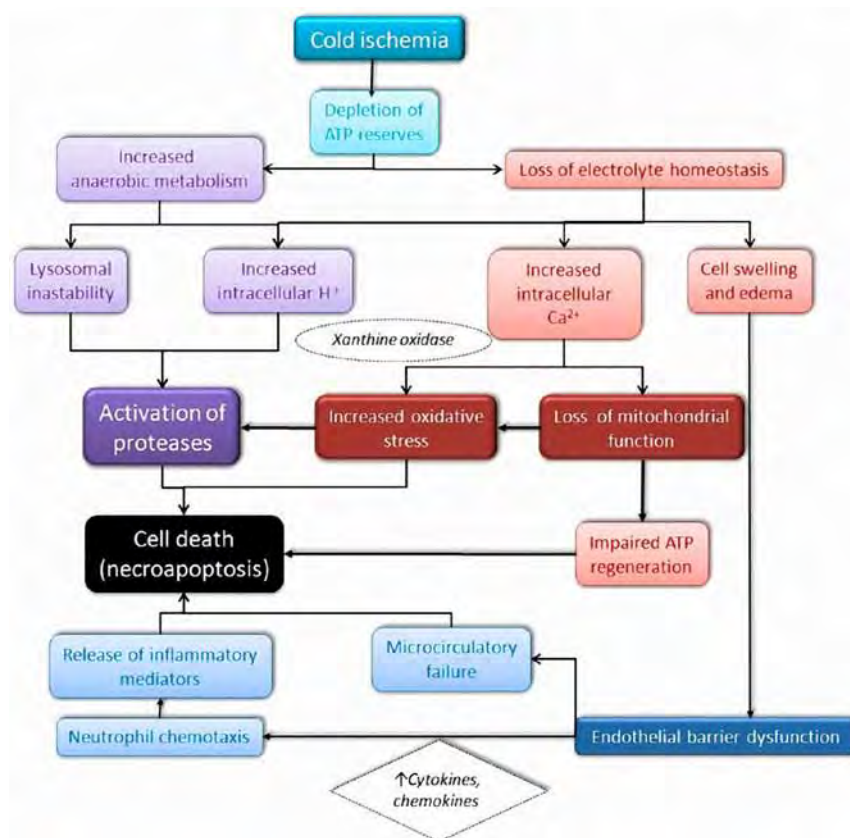 Cold ischemia
Depletion of
ATP reserves
Increased
anaerobic metabolism
Loss of electrolyte homeostasis
Lysosomal
inastability
Increased
intracellular H⁺
Increased
intracellular
Ca²⁺
Cell swelling
and edema
Xanthine oxidase
Activation of
proteases
Increased oxidative
stress
Loss of mitochondrial
function
Cell death
(necroapoptosis)
Impaired ATP
regeneration
Release of inflammatory
mediators
Microcirculatory
failure
Neutrophil chemotaxis
Endothelial barrier dysfunction
↑Cytokines,
chemokines